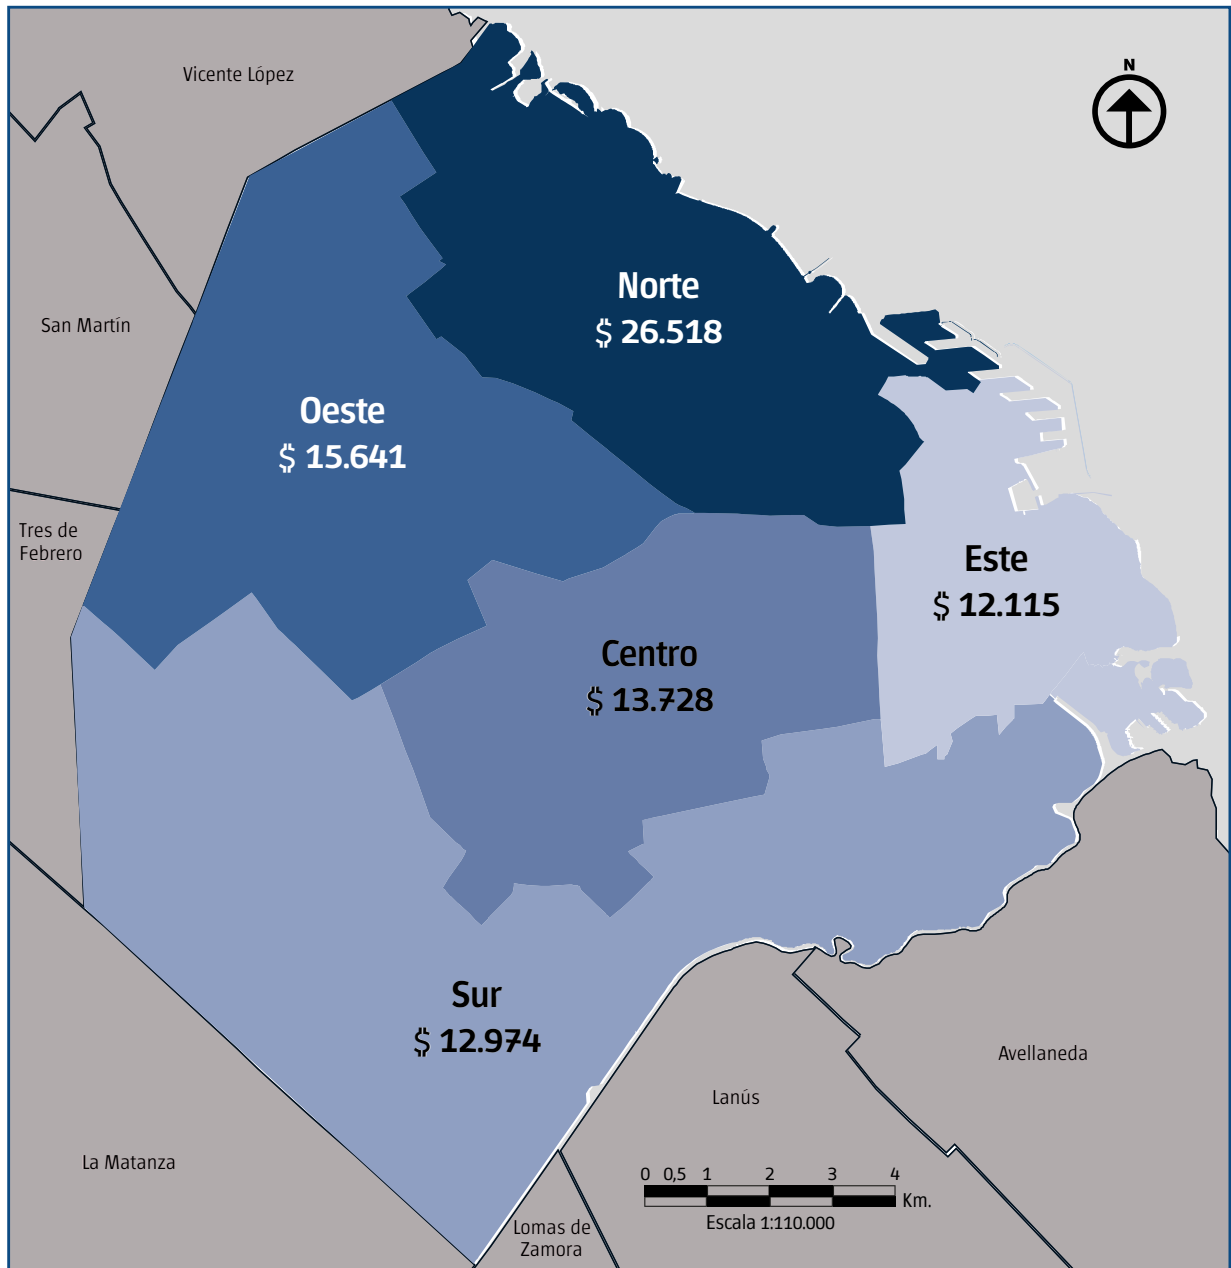 Vicente López
N
San Martín
Norte
$ 26.518
Oeste
$ 15.641
Tres de
Febrero
Este
$ 12.115
Centro
$ 13.728
Sur
$ 12.974
Avellaneda
Lanús
La Matanza
0 0,5 1 2 3 4
Km.
Escala 1:110.000
Lomas de
Zamora